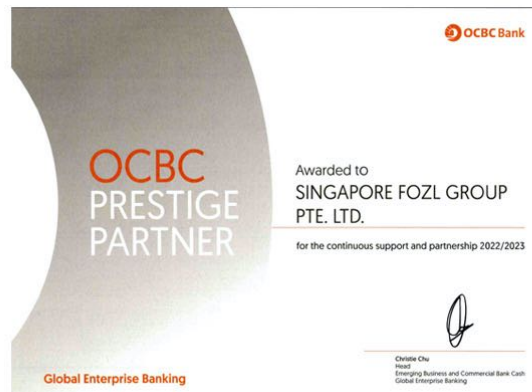 OCBC Bank
OCBC
PRESTIGE
PARTNER
Awarded to
SINGAPORE FOZL GROUP
PTE. LTD.
for the continuous support and partnership 2022/2023
Christie Chu
Head
Emerging Business and Commercial Bank Cash
Global Enterprise Banking
Global Enterprise Banking